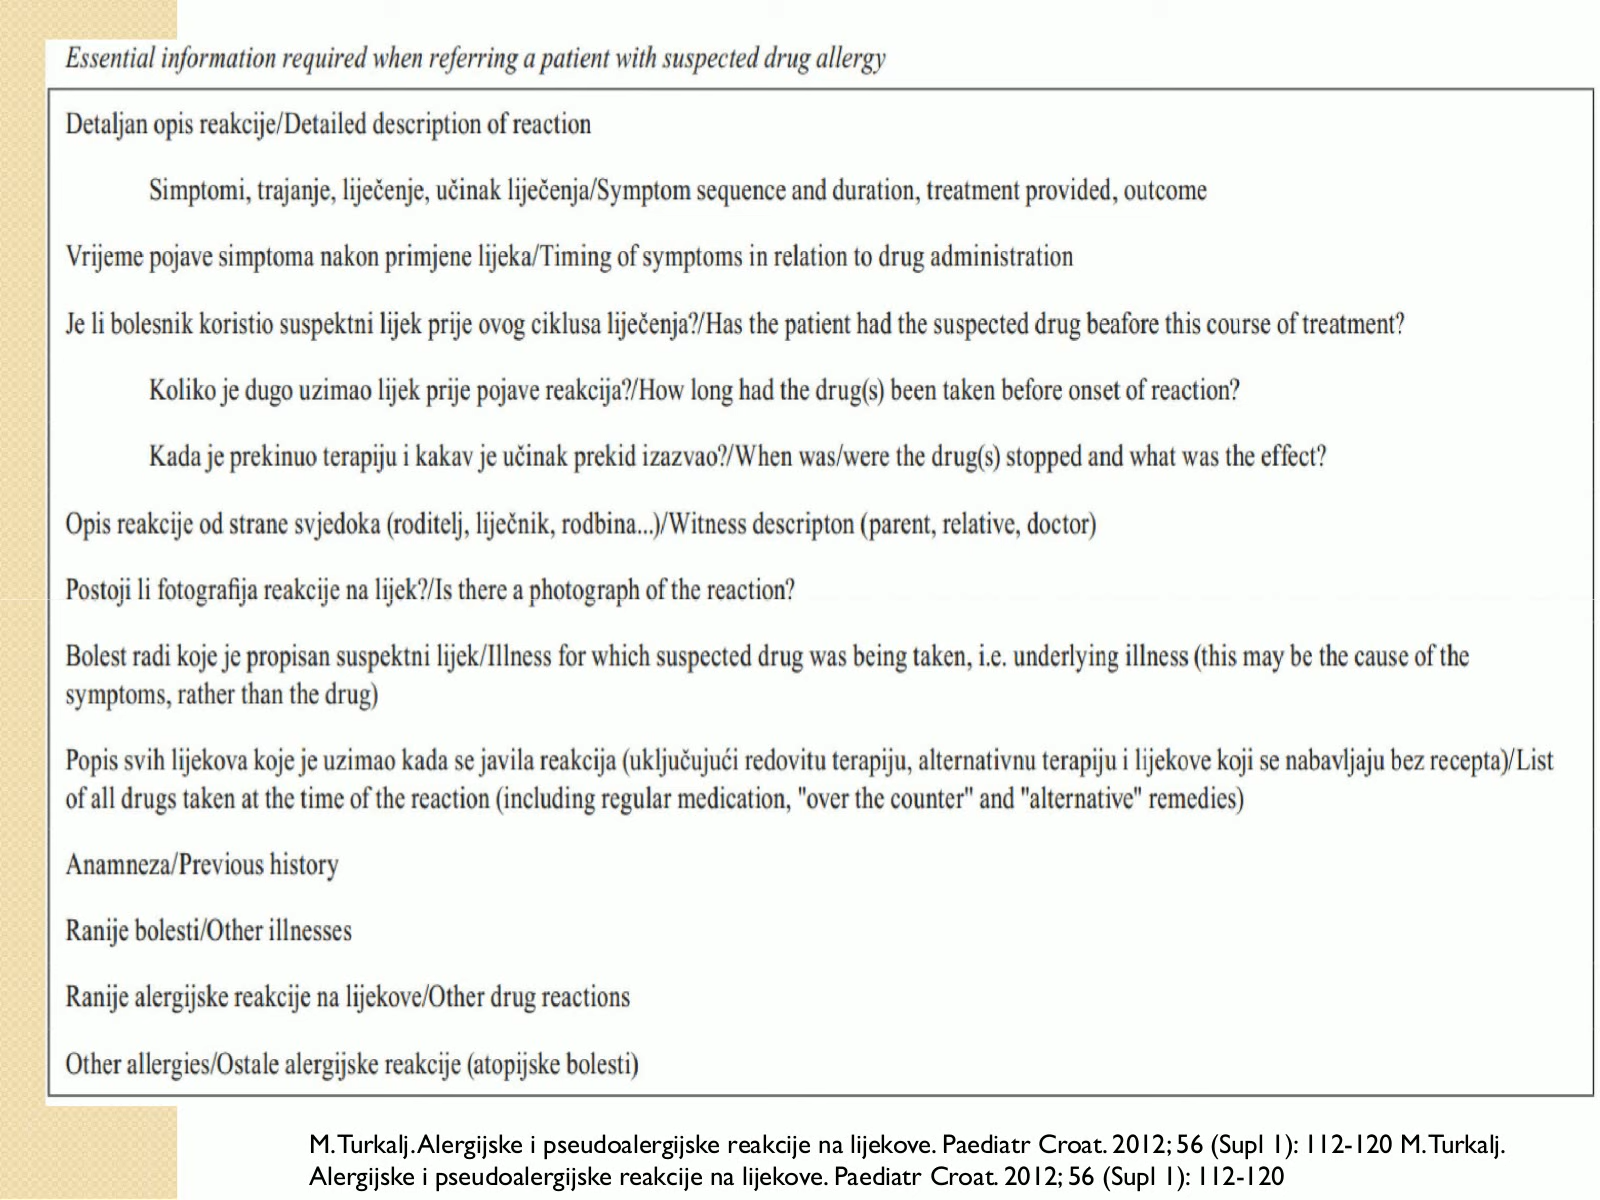 Essential information required when referring a patient with suspected drug allergy
Detaljan opis reakcije/Detailed description of reaction
Simptomi, trajanje, liječenje, učinak liječenja/Symptom sequence and duration, treatment provided, outcome
Vrijeme pojave simptoma nakon primjene lijeka/Timing of symptoms in relation to drug administration
Je li bolesnik koristio suspektni lijek prije ovog ciklusa liječenja?/Has the patient had the suspected drug beafore this course of treatment?
Koliko je dugo uzimao lijek prije pojave reakcija?/How long had the drug(s) been taken before onset of reaction?
Kada je prekinuo terapiju i kakav je učinak prekid izazvao?/When was/were the drug(s) stopped and what was the effect?
Opis reakcije od strane svjedoka (roditelj, liječnik, rodbina...)/Witness descripton (parent, relative, doctor)
Postoji li fotografija reakcije na lijek?/Is there a photograph of the reaction?
Bolest radi koje je propisan suspektni lijek/Illness for which suspected drug was being taken, i.e. underlying illness (this may be the cause of the
symptoms, rather than the drug)
Popis svih lijekova koje je uzimao kada se javila reakcija (uključujući redovitu terapiju, alternativnu terapiju i lijekove koji se nabavljaju bez recepta)/List
of all drugs taken at the time of the reaction (including regular medication, "over the counter" and "alternative" remedies)
Anamneza/Previous history
Ranije bolesti/Other illnesses
Ranije alergijske reakcije na lijekove/Other drug reactions
Other allergies/Ostale alergijske reakcije (atopijske bolesti)
M. Turkalj. Alergijske i pseudoalergijske reakcije na lijekove. Paediatr Croat. 2012; 56 (Supl 1): 112-120 M. Turkalj.
Alergijske i pseudoalergijske reakcije na lijekove. Paediatr Croat. 2012; 56 (Supl 1): 112-120